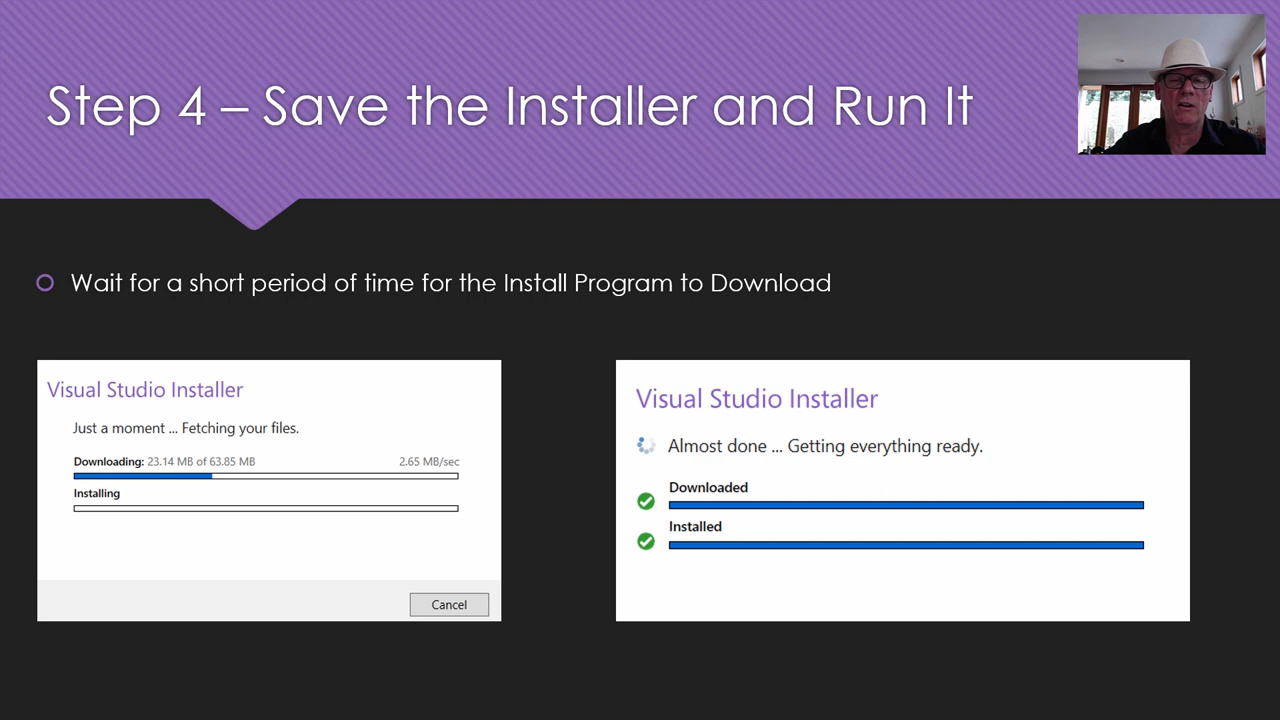 Step 4 – Save the Installer and Run It
Wait for a short period of time for the Install Program to Download
Visual Studio Installer
Just a moment ... Fetching your files.
Downloading: 23.14 MB of 63.85 MB 2.65 MB/sec
Installing
Cancel
Visual Studio Installer
Almost done ... Getting everything ready.
Downloaded
Installed